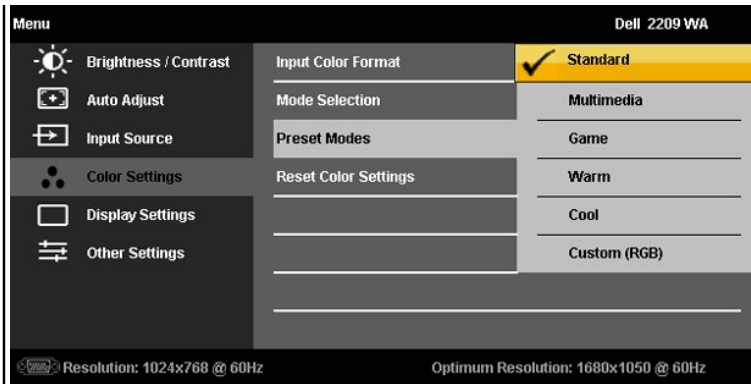 Menu Dell 2209 WA
Brightness / Contrast Input Color Format Standard
Auto Adjust Mode Selection Multimedia
Input Source Preset Modes Game
Color Settings Reset Color Settings Warm
Display Settings Cool
Other Settings Custom (RGB)
Resolution: 1024x768 @ 60Hz Optimum Resolution: 1680x1050 @ 60Hz